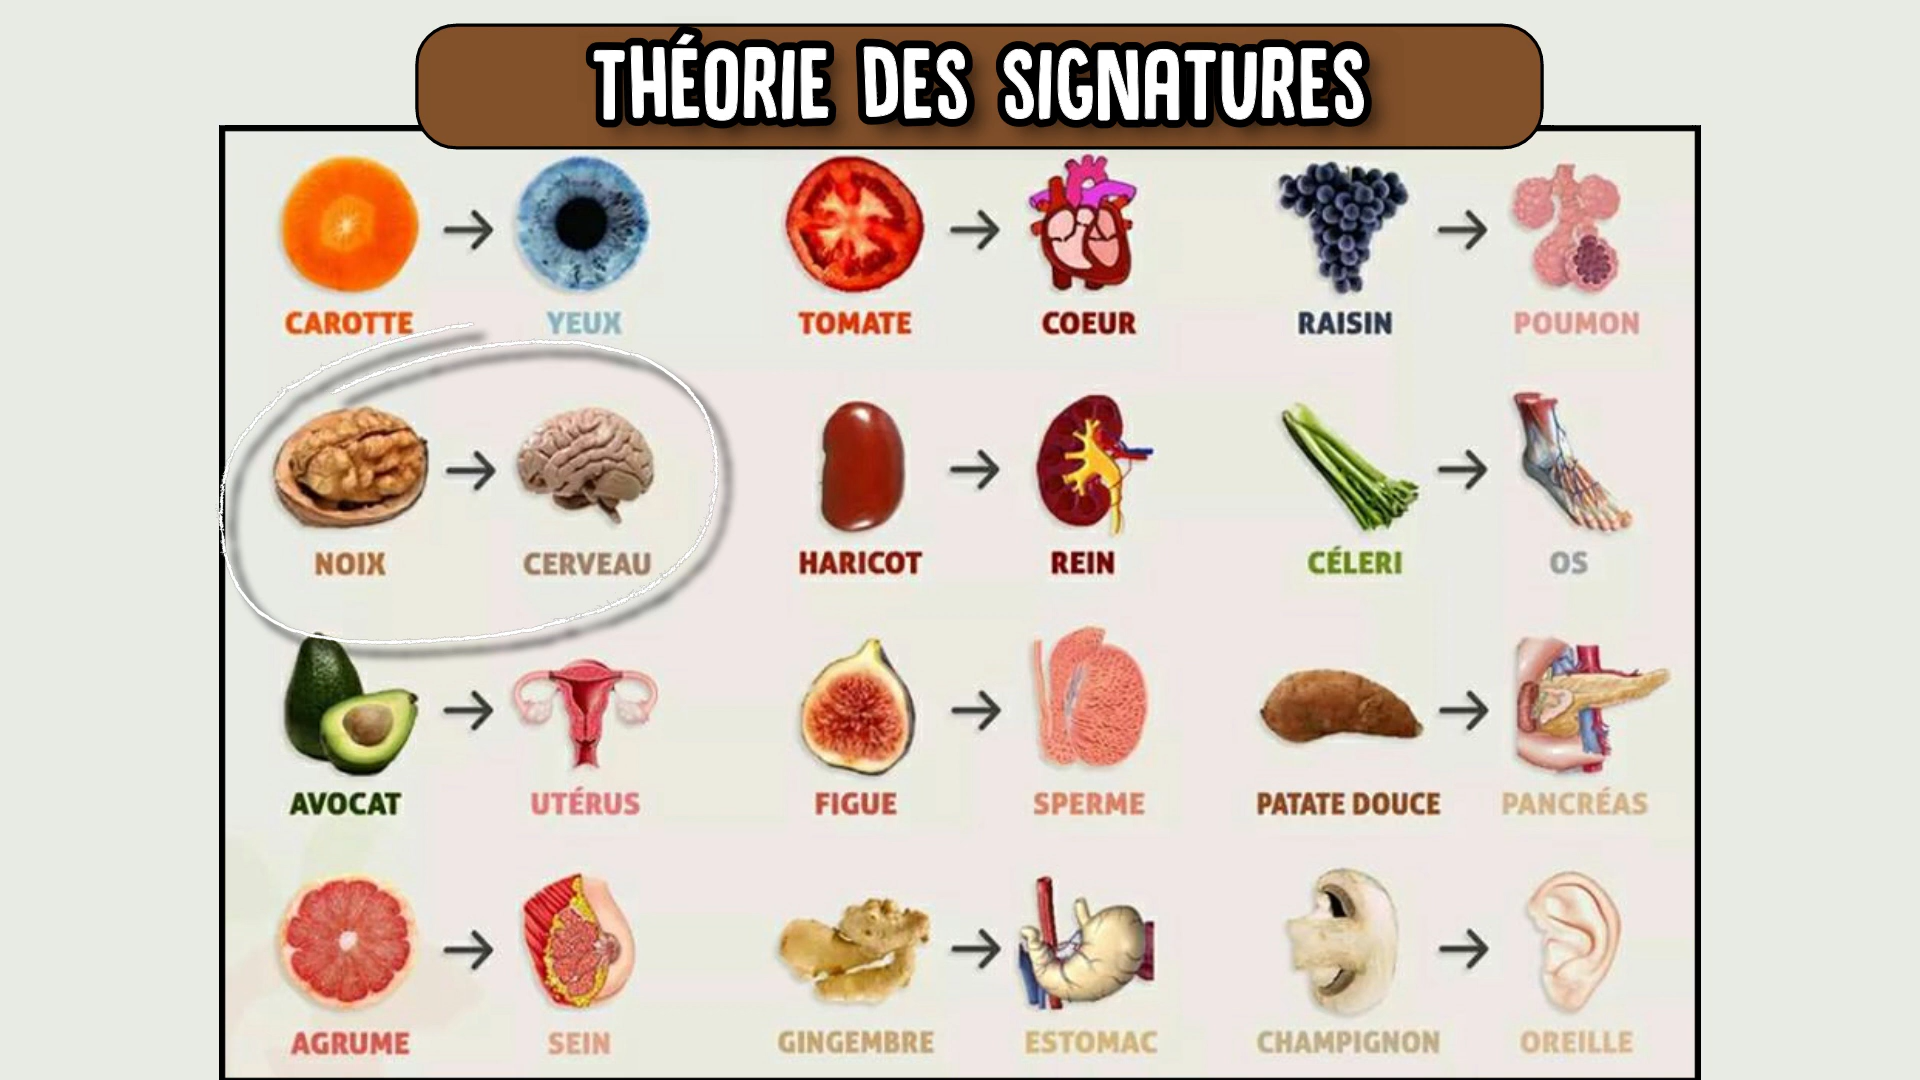 THÉORIE DES SIGNATURES
CAROTTE YEUX TOMATE COEUR RAISIN POUMON
NOIX CERVEAU HARICOT REIN CÉLERI OS
AVOCAT UTÉRUS FIGUE SPERME PATATE DOUCE PANCRÉAS
AGRUME SEIN GINGEMBRE ESTOMAC CHAMPIGNON OREILLE